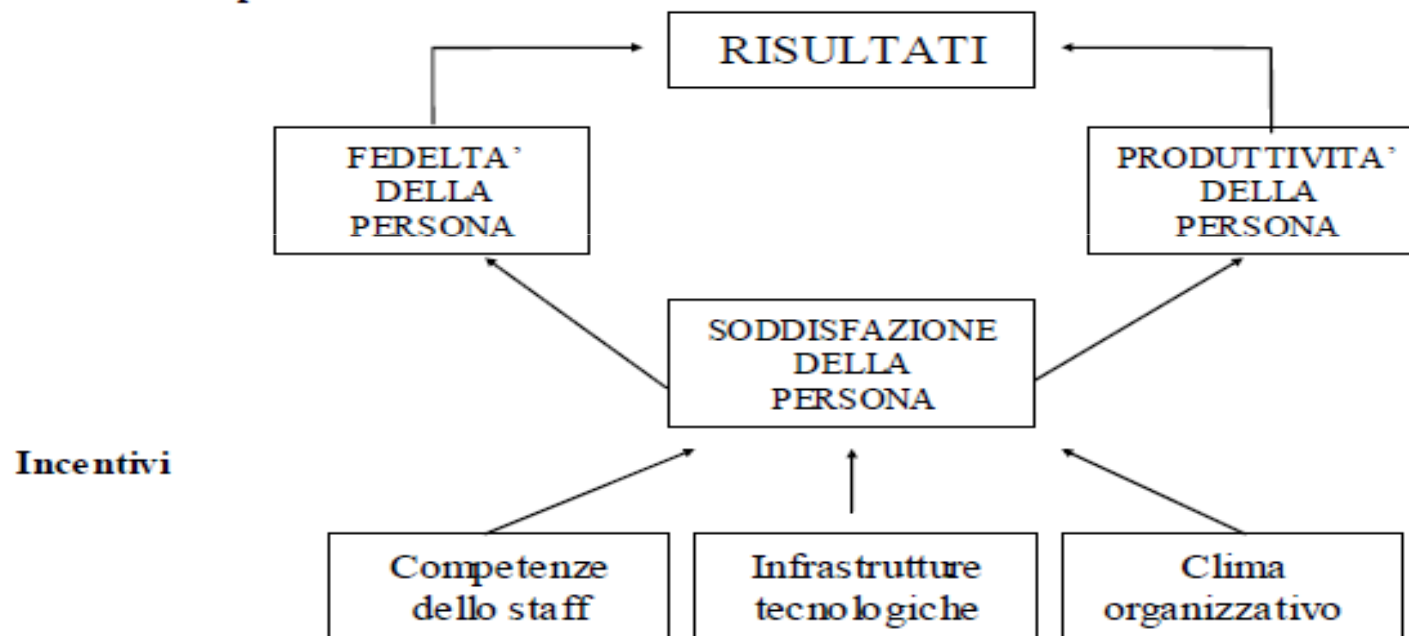 RISULTATI
FEDELTA’
DELLA
PERSONA
PRODUTTIVITA’
DELLA
PERSONA
SODDISFAZIONE
DELLA
PERSONA
Incentivi
Competenze
dello staff
Infrastrutture
tecnologiche
Clima
organizzativo